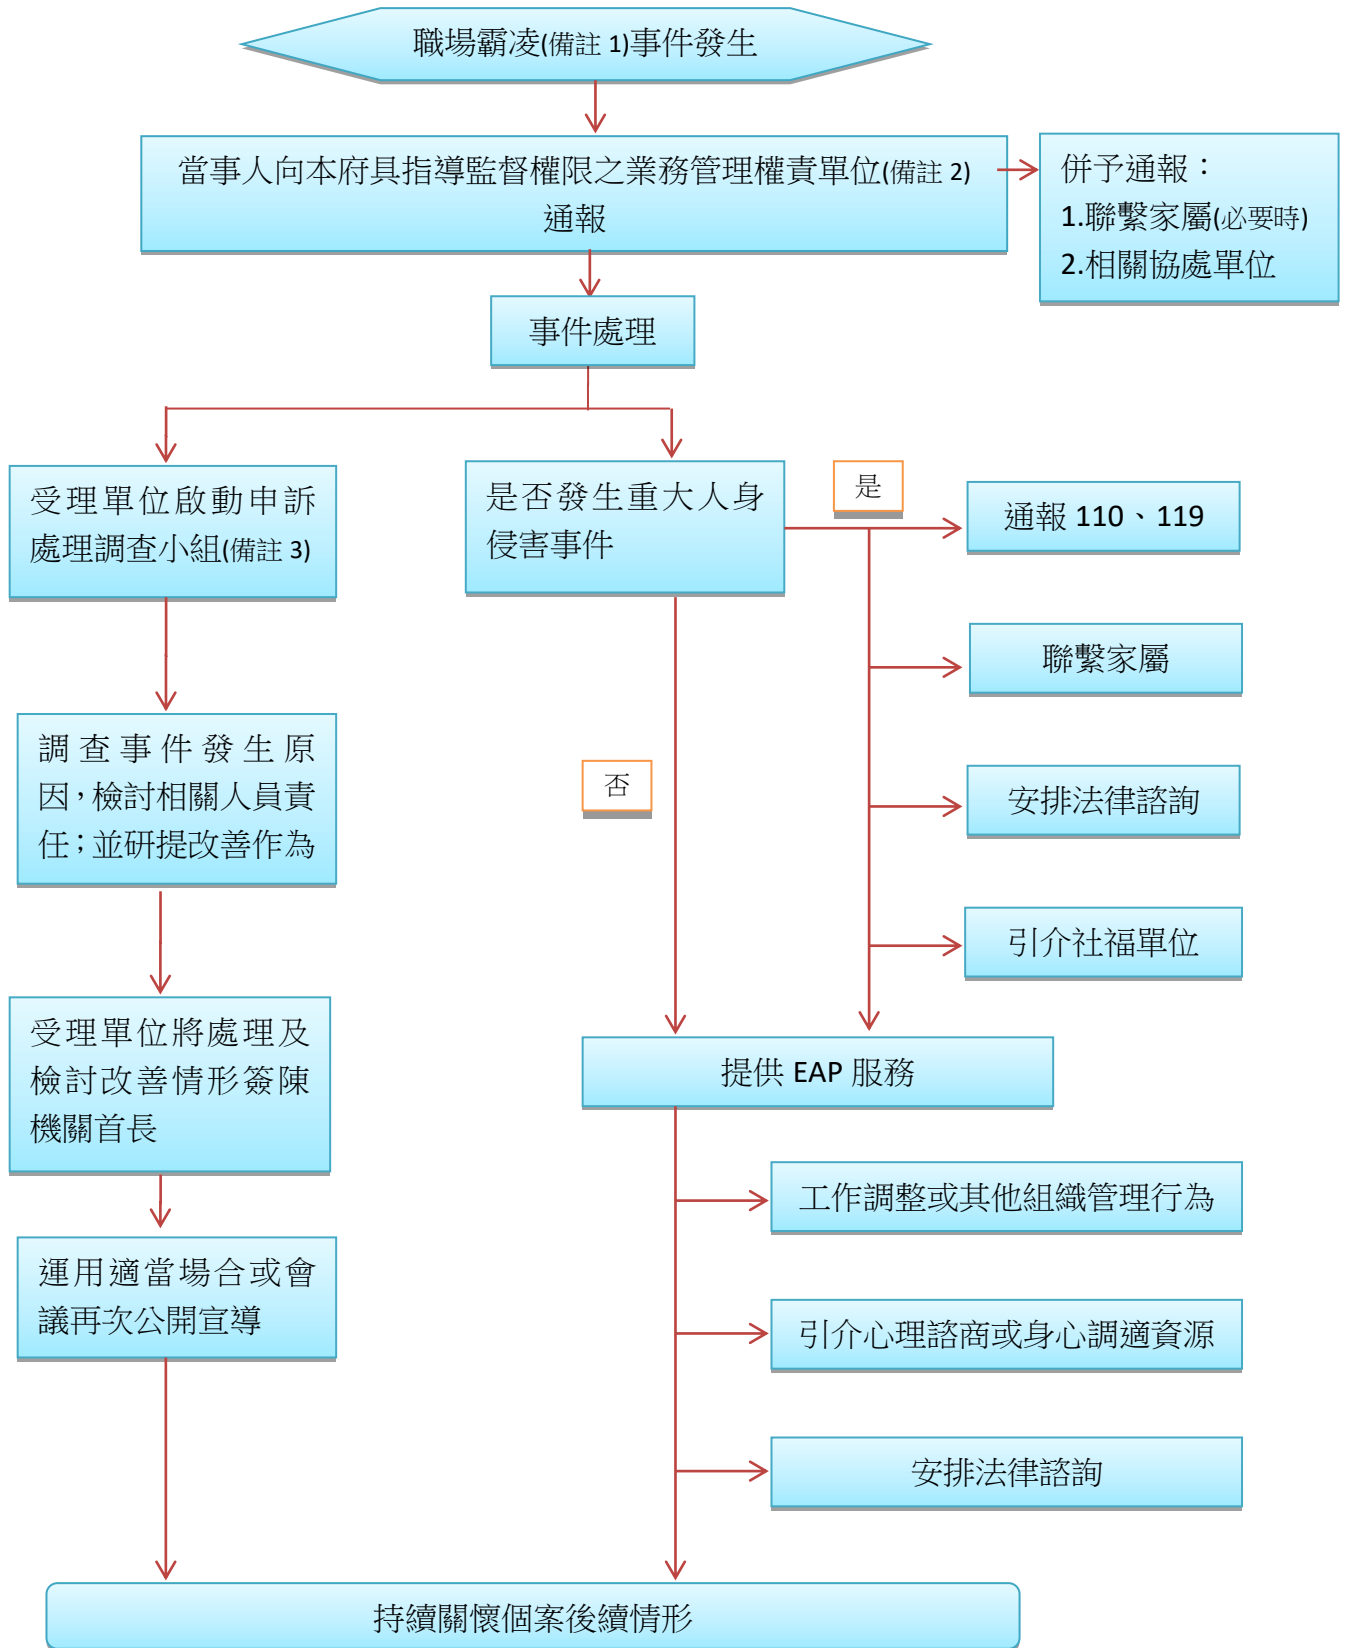 職場霸凌(備註 1)事件發生
當事人向本府具指導監督權限之業務管理權責單位(備註 2)
通報
併予通報：
1.聯繫家屬(必要時)
2.相關協處單位
事件處理
受理單位啟動申訴
處理調查小組(備註 3)
是否發生重大人身
侵害事件
是
通報 110、119
聯繫家屬
調查事件發生原
因，檢討相關人員責
任；並研提改善作為
否
安排法律諮詢
引介社福單位
受理單位將處理及
檢討改善情形簽陳
機關首長
提供 EAP 服務
工作調整或其他組織管理行為
運用適當場合或會
議再次公開宣導
引介心理諮商或身心調適資源
安排法律諮詢
持續關懷個案後續情形